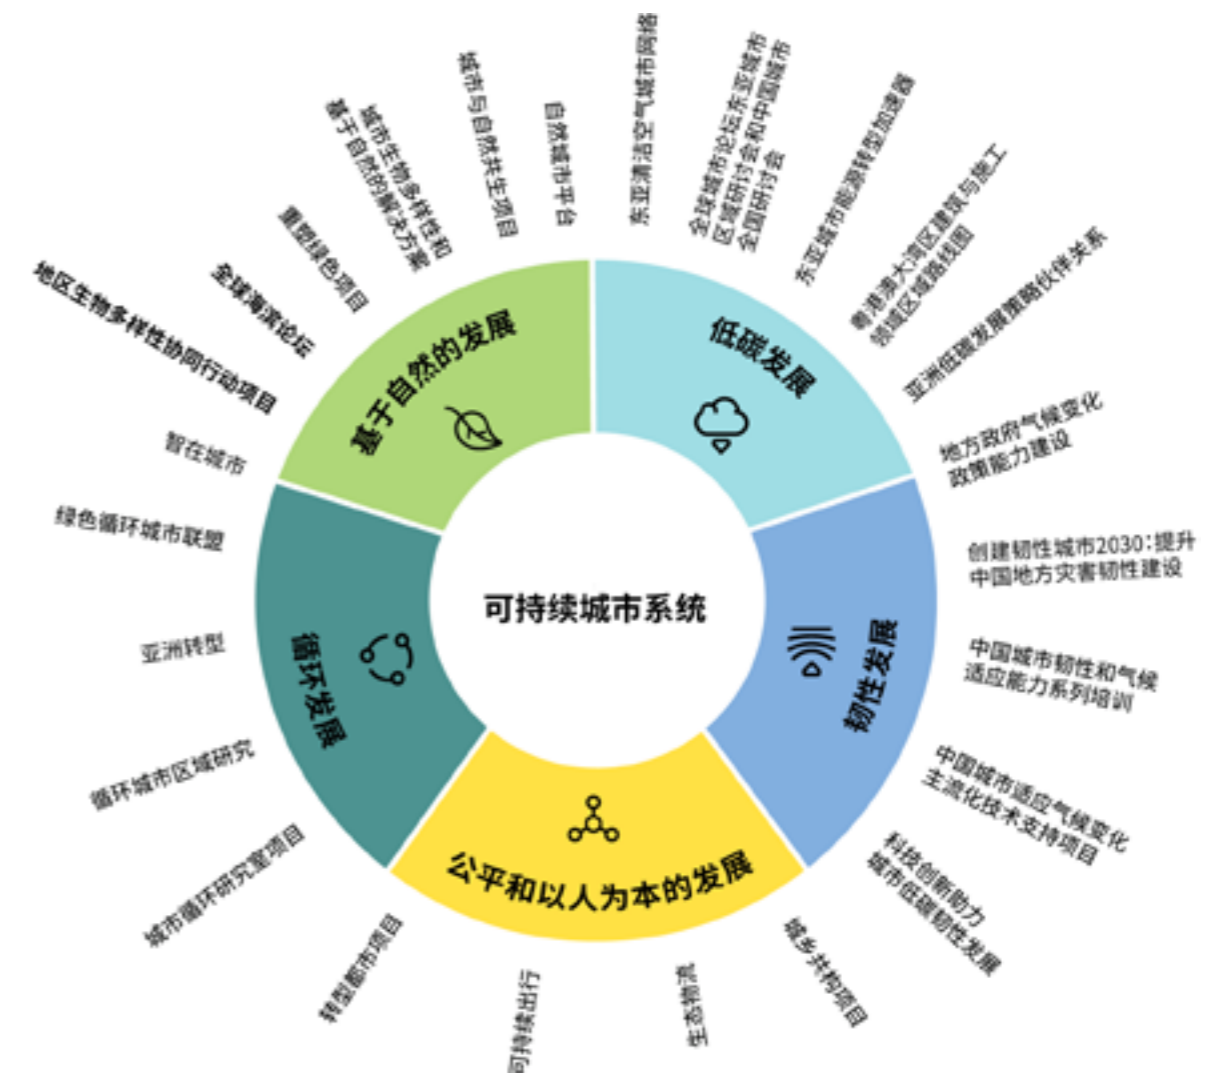 可持续城市系统
低碳发展
东亚清洁空气城市网络
全球城市论坛东亚城市
区域研讨会和中国城市
全国研讨会
东亚城市能源转型加速器
粤港澳大湾区建筑与施工
领域区域路线图
亚洲低碳发展策略伙伴关系
韧性发展
地方政府气候变化
政策能力建设
创建韧性城市2030：提升
中国地方灾害韧性建设
中国城市韧性和气候
适应能力系列培训
中国城市适应气候变化
主流化技术支持项目
科技创新助力
城市低碳韧性发展
公平和以人为本的发展
城乡共构项目
生态物流
可持续出行
转型都市项目
循环发展
城市循环研究室项目
循环城市区域研究
亚洲转型
绿色循环城市联盟
智在城市
基于自然的发展
地区生物多样性协同行动项目
全球海滨论坛
重塑绿色项目
城市生物多样性和
基于自然的解决方案
城市与自然共生项目
自然城市平台